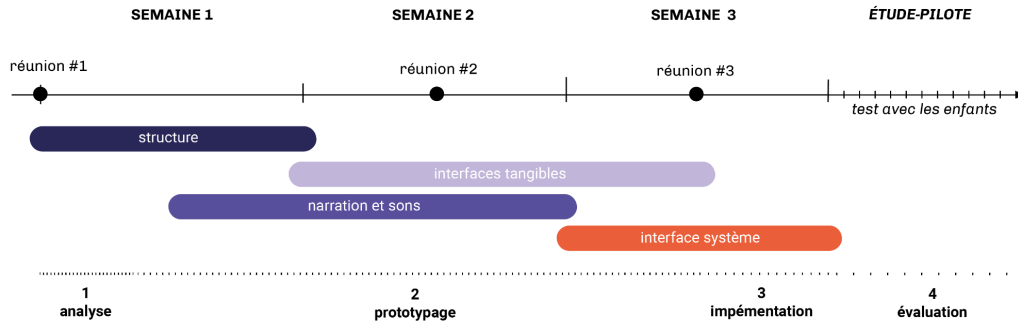 SEMAINE 1
SEMAINE 2
SEMAINE 3
ÉTUDE-PILOTE
réunion #1
réunion #2
réunion #3
test avec les enfants
structure
interfaces tangibles
narration et sons
interface système
1
analyse
2
prototypage
3
impémentation
4
évaluation